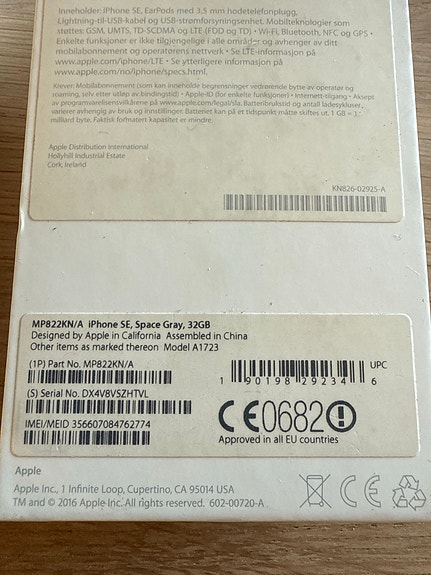 Inneholder: iPhone SE, EarPods med 3,5 mm hodetelefonplugg,
Lightning-til-USB-kabel og USB-strømforsyningsenhet. Mobilteknologier som
støttes: GSM, UMTS, TD-SCDMA og LTE (FDD og TD) • Wi-Fi, Bluetooth, NFC og GPS •
Enkelte funksjoner er ikke tilgjengelige i alle områder og avhenger av ditt
mobilabonnement og operatørens nettverk • Se LTE-informasjon på
www.apple.com/iphone/LTE • Se ytterligere informasjon på
www.apple.com/no/iphone/specs.html.
Krever: Mobilabonnement (som kan inneholde begrensninger vedrørende bytte av operatør og
roaming, selv etter utløp av bindingstid) • Apple-ID (for enkelte funksjoner) • Internett-tilgang • Aksept
av programvarelisensvilkårene på www.apple.com/legal/sla. Batteribrukstid og antall ladesykluser
varierer avhengig av bruk og innstillinger. Batteriet kan på et tidspunkt måtte skiftes ut. 1 GB = 1
milliard byte. Faktisk formatert kapasitet er mindre.
Apple Distribution International
Hollyhill Industrial Estate
Cork, Ireland
KN826-02925-A
MP822KN/A iPhone SE, Space Gray, 32GB
Designed by Apple in California Assembled in China
Other items as marked thereon Model A1723
(1P) Part No. MP822KN/A
UPC
1 90198 29234 6
(S) Serial No. DX4V8VSZHTVL
CE0682
IMEI/MEID 356607084762774
Approved in all EU countries
Apple
Apple Inc., 1 Infinite Loop, Cupertino, CA 95014 USA
TM and © 2016 Apple Inc. All rights reserved. 602-00720-A
CE